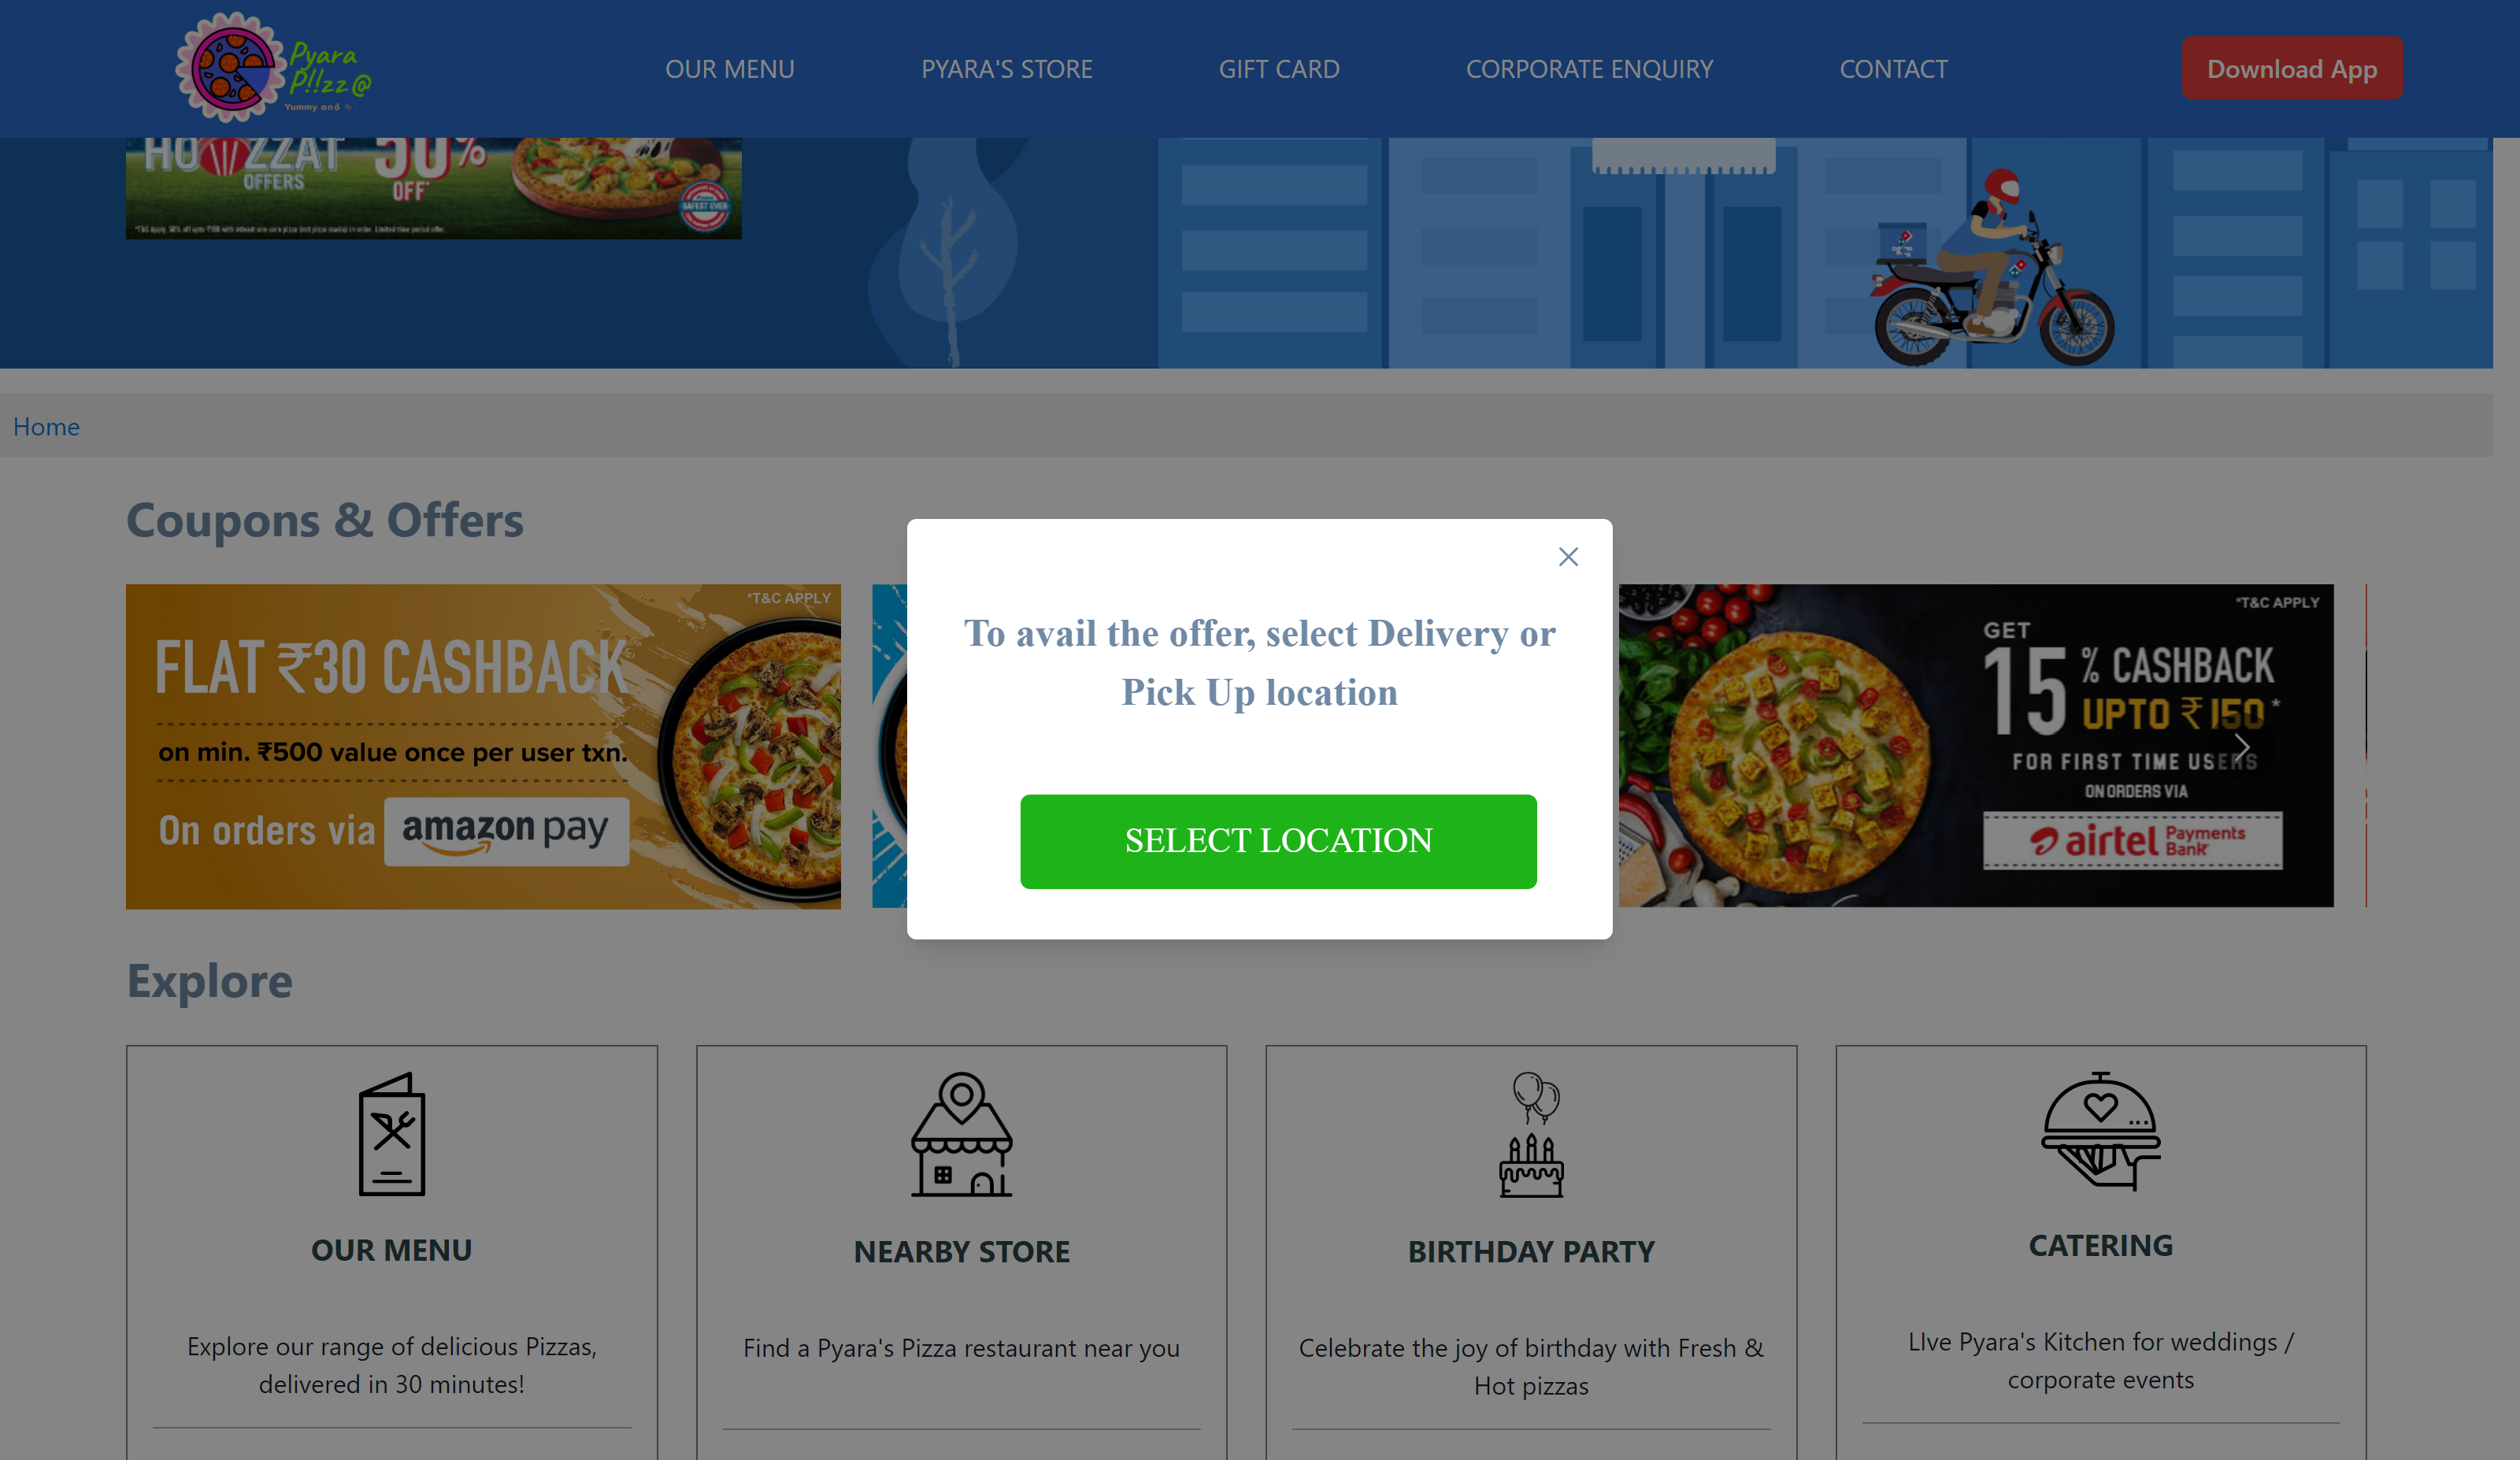 Pyara
P!!zz@
Yummy and
OUR MENU
PYARA'S STORE
GIFT CARD
CORPORATE ENQUIRY
CONTACT
Download App
50%
OFFERS
OFF*
SAFEST EVER
Home
Coupons & Offers
*T&C APPLY
FLAT ₹30 CASHBACK
on min. ₹500 value once per user txn.
On orders via amazon pay
To avail the offer, select Delivery or
Pick Up location
SELECT LOCATION
*T&C APPLY
GET
15% CASHBACK
UPTO ₹ 150*
FOR FIRST TIME USERS
ON ORDERS VIA
airtel Payments
Bank
Explore
OUR MENU
Explore our range of delicious Pizzas,
delivered in 30 minutes!
NEARBY STORE
Find a Pyara's Pizza restaurant near you
BIRTHDAY PARTY
Celebrate the joy of birthday with Fresh &
Hot pizzas
CATERING
LIve Pyara's Kitchen for weddings /
corporate events